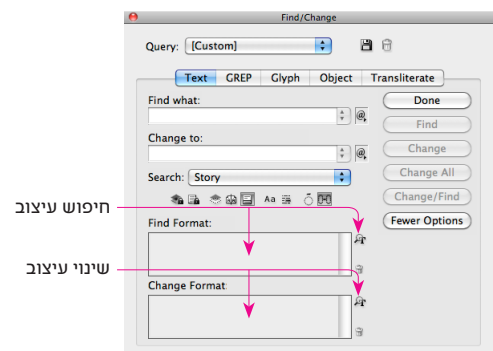 Find/Change
Query: [Custom]
Text GREP Glyph Object Transliterate
Find what:
Done
@
Find
Change to:
Change
@
Search: Story
Change All
Aa
Change/Find
חיפוש עיצוב
Find Format:
Fewer Options
שינוי עיצוב
Change Format: